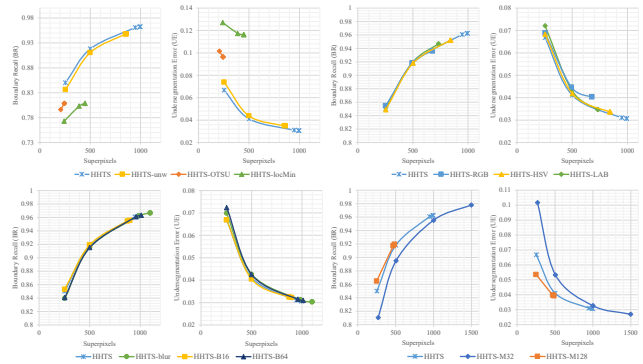 0.98
0.93
0.88
0.83
0.78
0.73
0 500 1000
Boundary Recall (BR)
Superpixels
0.14
0.12
0.1
0.08
0.06
0.04
0.02
0 500 1000
Undersegmentation Error (UE)
Superpixels
HHTS HHTS-unw HHTS-OTSU HHTS-locMin
1
0.98
0.96
0.94
0.92
0.9
0.88
0.86
0.84
0.82
0.8
0 500 1000
Boundary Recall (BR)
Superpixels
0.08
0.07
0.06
0.05
0.04
0.03
0.02
0 500 1000
Undersegmentation Error (UE)
Superpixels
HHTS HHTS-RGB HHTS-HSV HHTS-LAB
1
0.98
0.96
0.94
0.92
0.9
0.88
0.86
0.84
0.82
0.8
0 500 1000
Boundary Recall (BR)
Superpixels
0.08
0.07
0.06
0.05
0.04
0.03
0.02
0 500 1000
Undersegmentation Error (UE)
Superpixels
HHTS HHTS-blur HHTS-B16 HHTS-B64
1
0.98
0.96
0.94
0.92
0.9
0.88
0.86
0.84
0.82
0.8
0 500 1000 1500
Boundary Recall (BR)
Superpixels
0.11
0.1
0.09
0.08
0.07
0.06
0.05
0.04
0.03
0.02
0 500 1000 1500
Undersegmentation Error (UE)
Superpixels
HHTS HHTS-M32 HHTS-M128